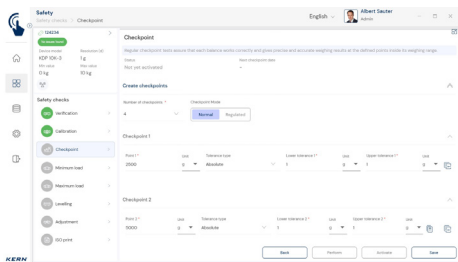 Safety
Safety checks > Checkpoint
English
Albert Sauter
Admin
Device model
Resolution (d)
KDP 10K-3
1 g
Min value
Max value
0 kg
10 kg
Safety checks
Verification
Calibration
Checkpoint
Minimum load
Maximum load
Levelling
Adjustment
ISO print
KERN
Checkpoint
Regular checkpoint tests assure that each balance works correctly and gives precise and accurate weighing results at the defined points inside its weighing range.
Status
Next checkpoint date
Not yet activated
-
Create checkpoints
Number of checkpoints *
Checkpoint Mode
4
Normal
Regulated
Checkpoint 1
Point 1 *
Unit
Tolerance type
Lower tolerance 1 *
Unit
Upper tolerance 1 *
Unit
g
Absolute
1
g
1
g
Checkpoint 2
Point 2 *
Unit
Tolerance type
Lower tolerance 2 *
Unit
Upper tolerance 2 *
Unit
5000
g
Absolute
1
g
1
g
Back
Perform
Activate
Save